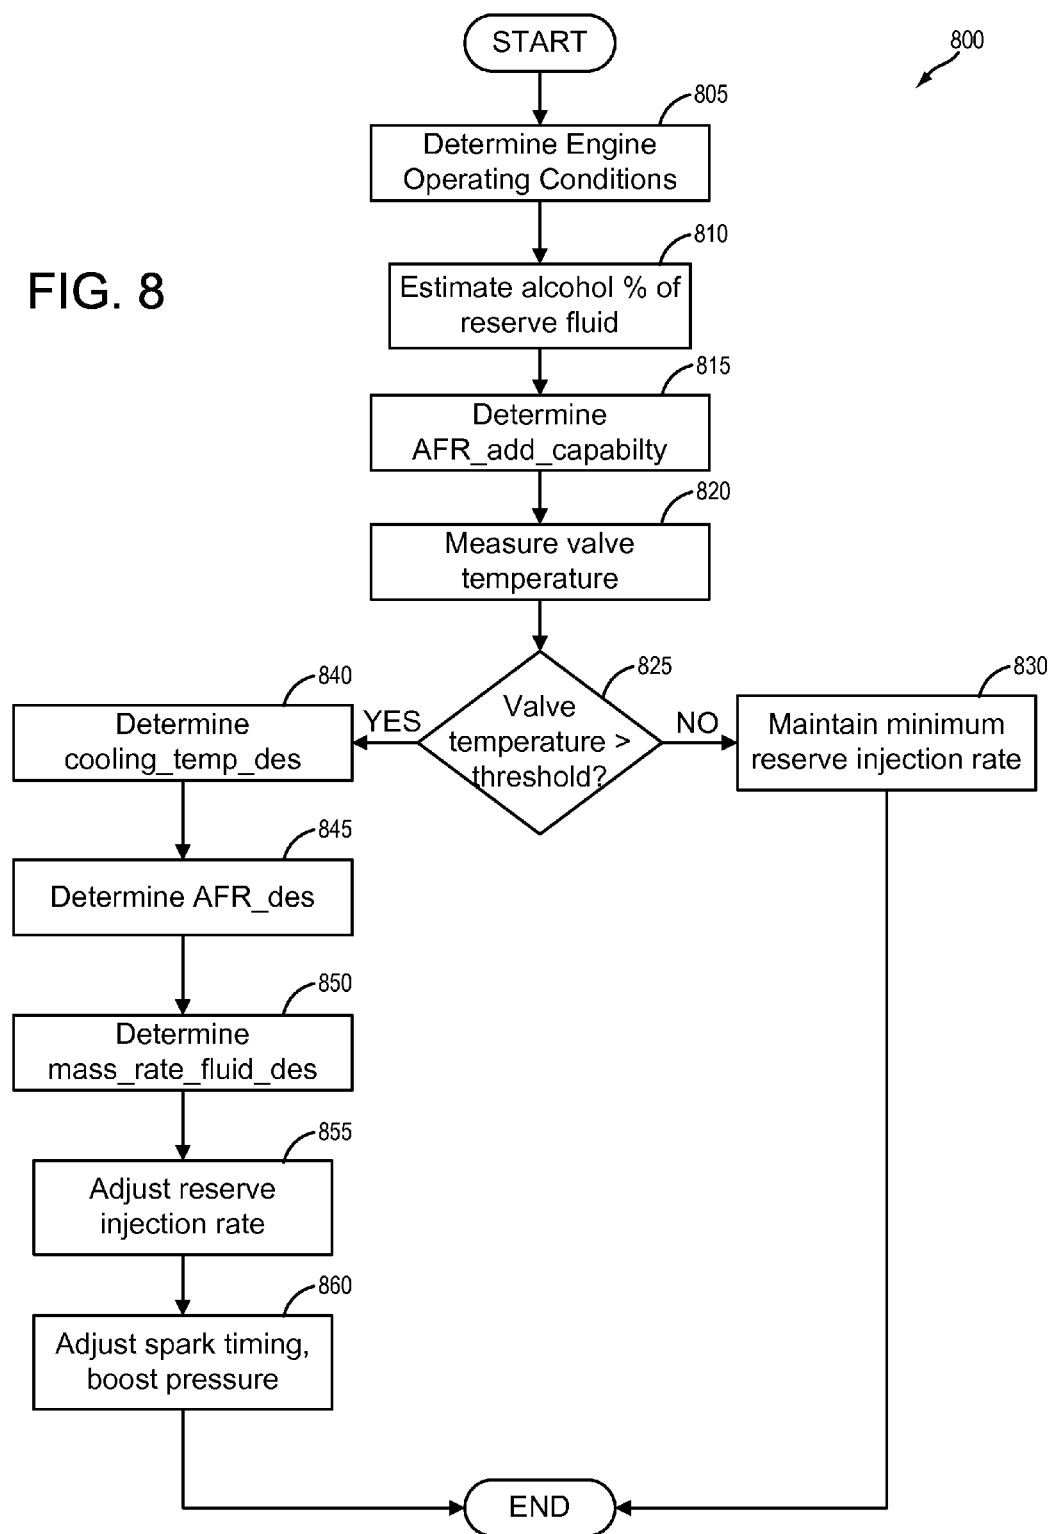 START
800
805
Determine Engine
Operating Conditions
810
FIG. 8
Estimate alcohol % of
reserve fluid
815
Determine
AFR_add_capabilty
820
Measure valve
temperature
825
Valve
temperature >
threshold?
YES
NO
830
Maintain minimum
reserve injection rate
840
Determine
cooling_temp_des
845
Determine AFR_des
850
Determine
mass_rate_fluid_des
855
Adjust reserve
injection rate
860
Adjust spark timing,
boost pressure
END